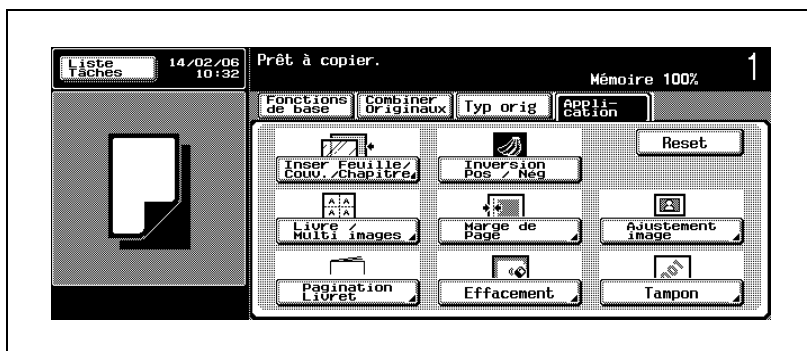 Liste
Tâches
14/02/06
10:32
Prêt à copier.
Mémoire 100%
1
Fonctions
de base
Combiner
Originaux
Typ orig
Appli-
cation
Reset
Inser Feuille/
Couv./Chapitre
Inversion
Pos / Nég
A A
A A
Livre /
Multi images
Marge de
Page
Ajustement
image
Pagination
Livret
Effacement
001
Tampon